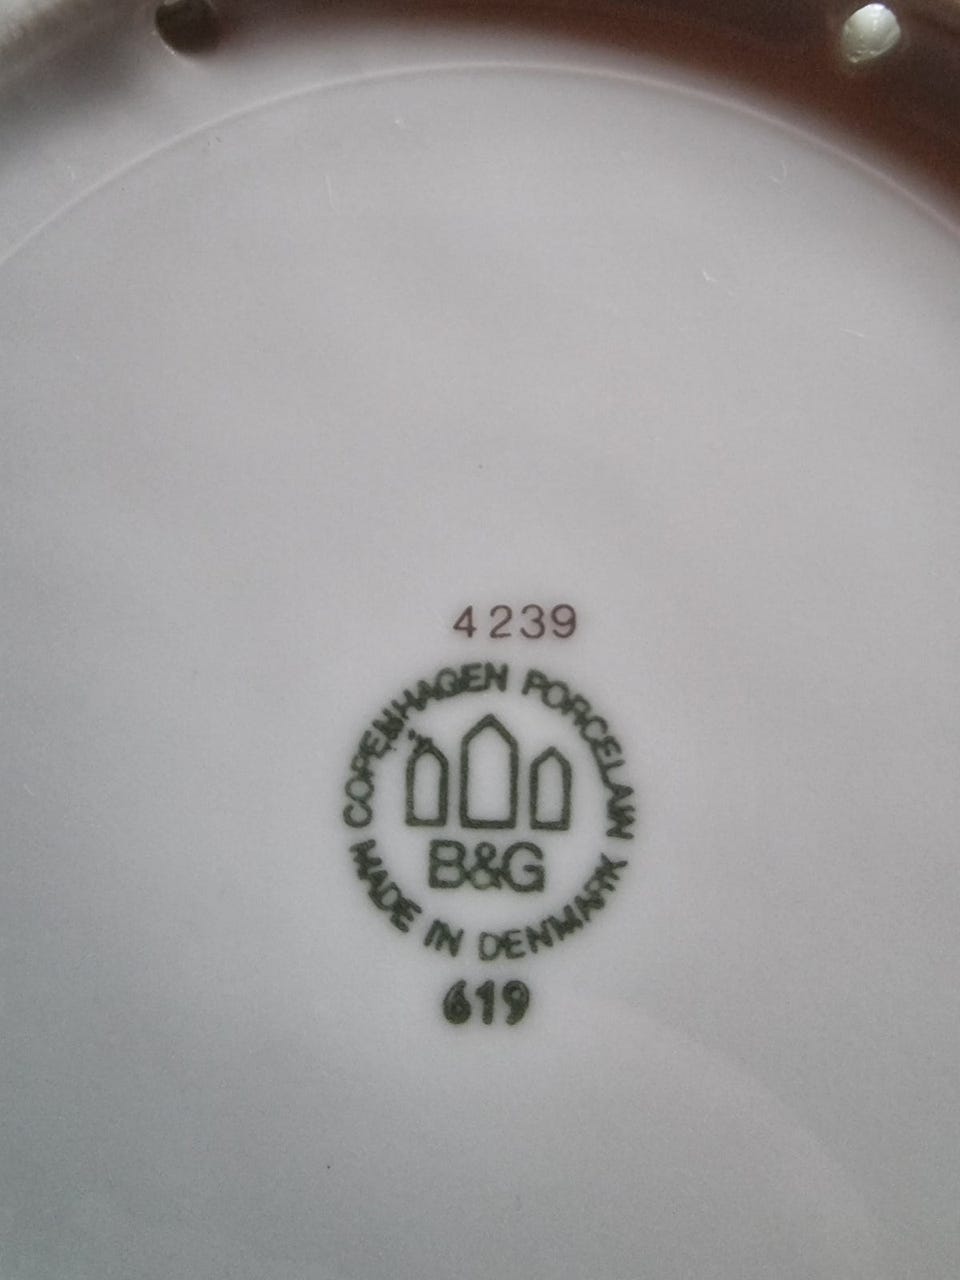 4239
COPENHAGEN PORCELAIN
B&G
MADE IN DENMARK
619